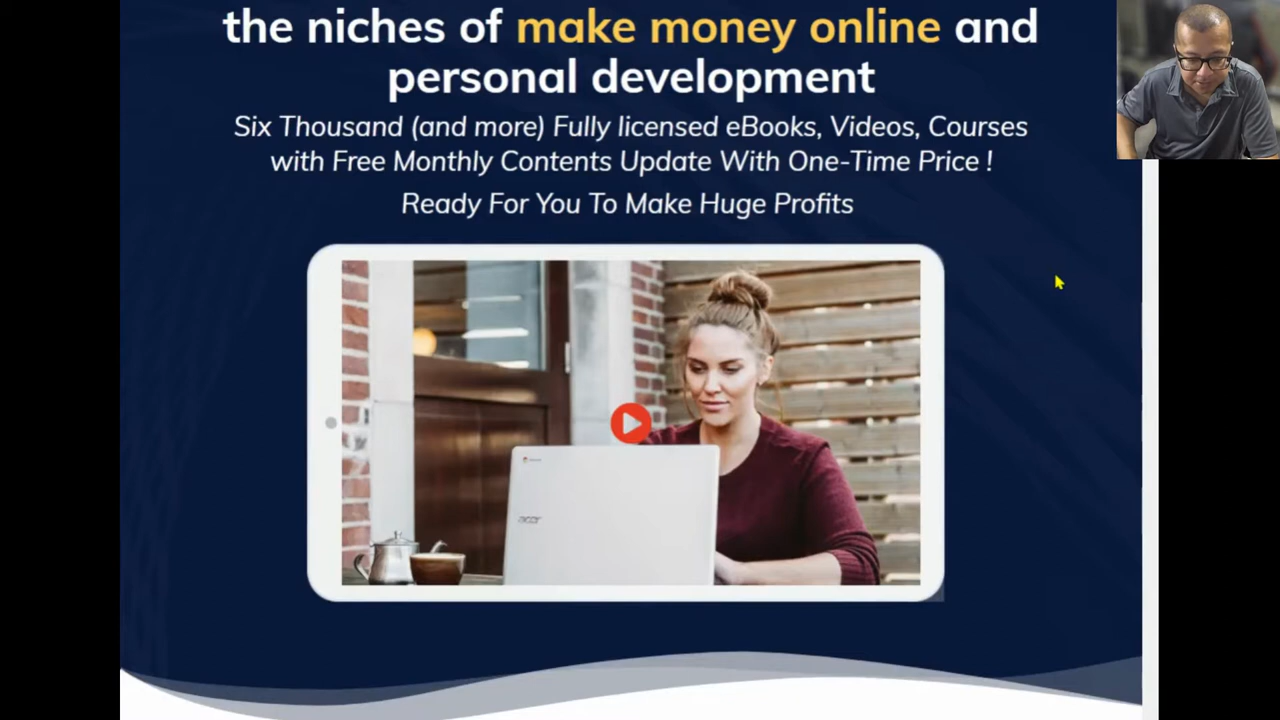 the niches of make money online and
personal development
Six Thousand (and more) Fully licensed eBooks, Videos, Courses
with Free Monthly Contents Update With One-Time Price !
Ready For You To Make Huge Profits
acer